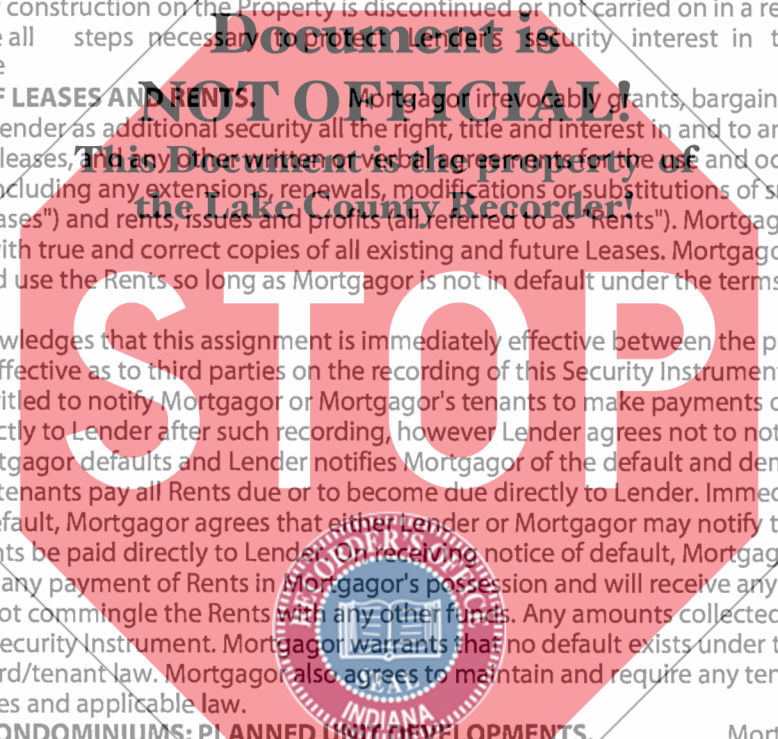 construction on the Property is discontinued or not carried on in a re
Document is
all steps necessary to protect Lender's security interest in t
e
NOT OFFICIAL!
F LEASES AND RENTS. Mortgagor irrevocably grants, bargain
ender as additional security all the right, title and interest in and to an
This Document is the property of
leases, and any other written or verbal agreements for the use and oc
cluding any extensions, renewals, modifications or substitutions of s
the Lake County Recorder!
ases") and rents, issues and profits (all referred to as "Rents"). Mortgag
ith true and correct copies of all existing and future Leases. Mortgago
d use the Rents so long as Mortgagor is not in default under the terms
STOP
wledges that this assignment is immediately effective between the p
ffective as to third parties on the recording of this Security Instrument
itled to notify Mortgagor or Mortgagor's tenants to make payments o
ctly to Lender after such recording, however Lender agrees not to not
tgagor defaults and Lender notifies Mortgagor of the default and den
tenants pay all Rents due or to become due directly to Lender. Immed
efault, Mortgagor agrees that either Lender or Mortgagor may notify t
nts be paid directly to Lender. On receiving notice of default, Mortgag
any payment of Rents in Mortgagor's possession and will receive any
ot commingle the Rents with any other funds. Any amounts collected
ecurity Instrument. Mortgagor warrants that no default exists under t
rd/tenant law. Mortgagor also agrees to maintain and require any ten
es and applicable law.
ONDOMINIUMS; PLANNED UNIT DEVELOPMENTS. Mort
RECORDER'S OFFICE
SEAL
INDIANA